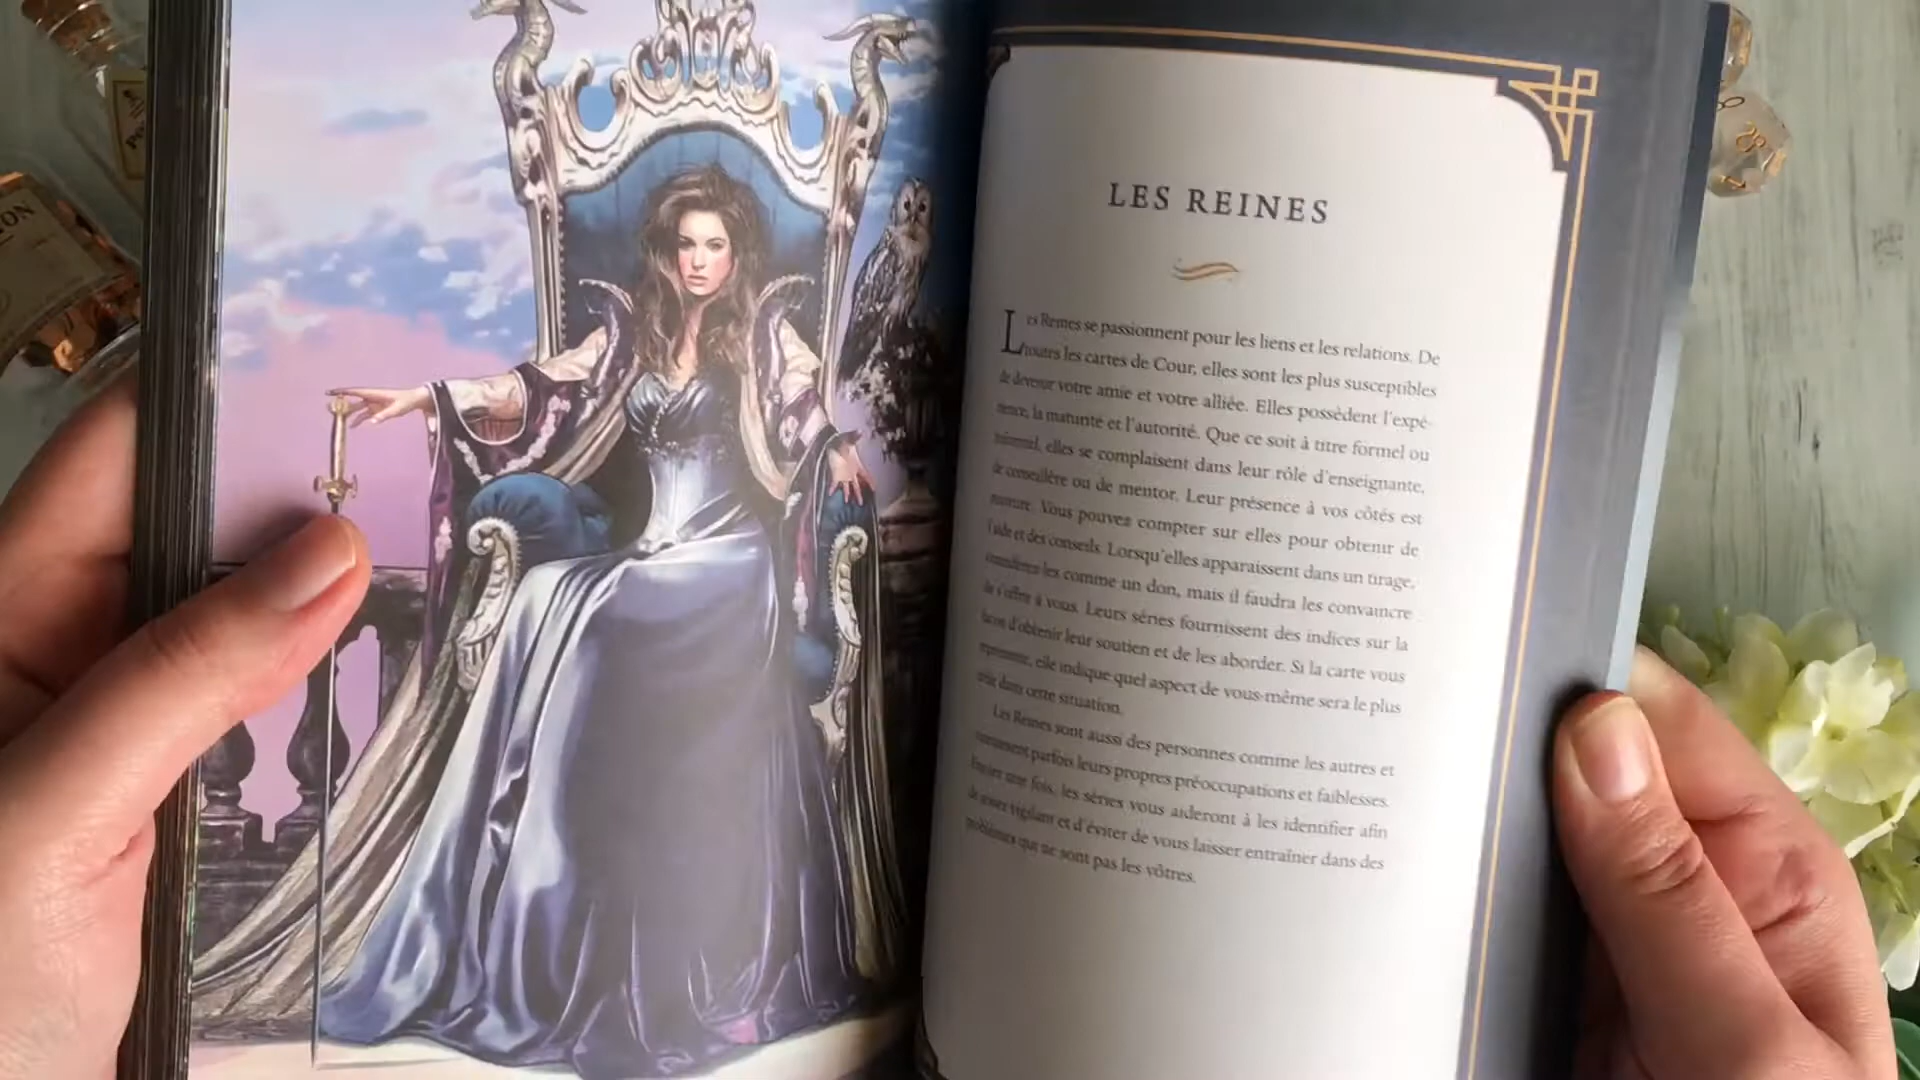 ON
LES REINES
Les Reines se passionnent pour les liens et les relations. De
toutes les cartes de Cour, elles sont les plus susceptibles
de devenir votre amie et votre alliée. Elles possèdent l'expé-
rience, la maturité et l'autorité. Que ce soit à titre formel ou
informel, elles se complaisent dans leur rôle d'enseignante,
de conseillère ou de mentor. Leur présence à vos côtés est
Vous pouvez compter sur elles pour obtenir de
l'aide et des conseils. Lorsqu'elles apparaissent dans un tirage,
considérez-les comme un don, mais il faudra les convaincre
de s'offrir à vous. Leurs séries fournissent des indices sur la
façon d'obtenir leur soutien et de les aborder. Si la carte vous
représente, elle indique quel aspect de vous-même sera le plus
utile dans cette situation.
Les Reines sont aussi des personnes comme les autres et
connaissent parfois leurs propres préoccupations et faiblesses.
Encore une fois, les séries vous aideront à les identifier afin
de rester vigilant et d'éviter de vous laisser entraîner dans des
problèmes qui ne sont pas les vôtres.